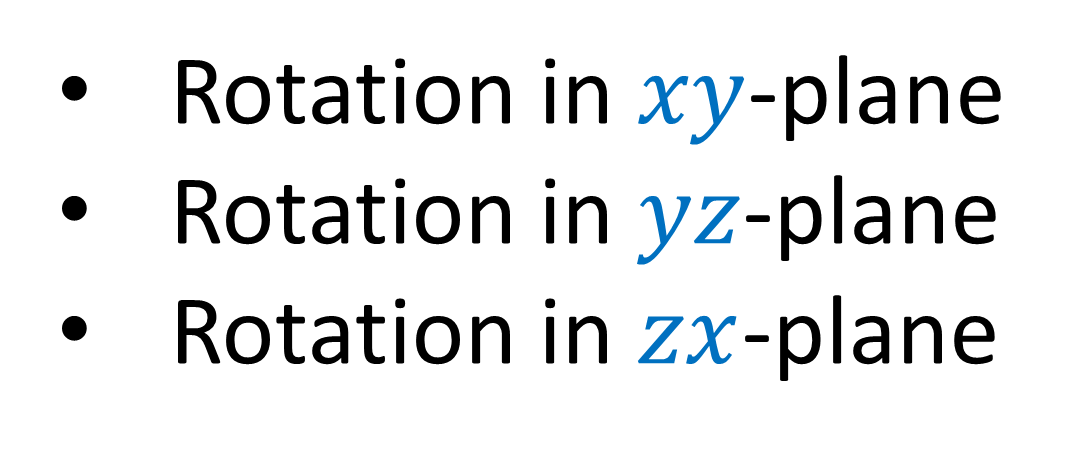 • Rotation in xy-plane
• Rotation in yz-plane
• Rotation in zx-plane